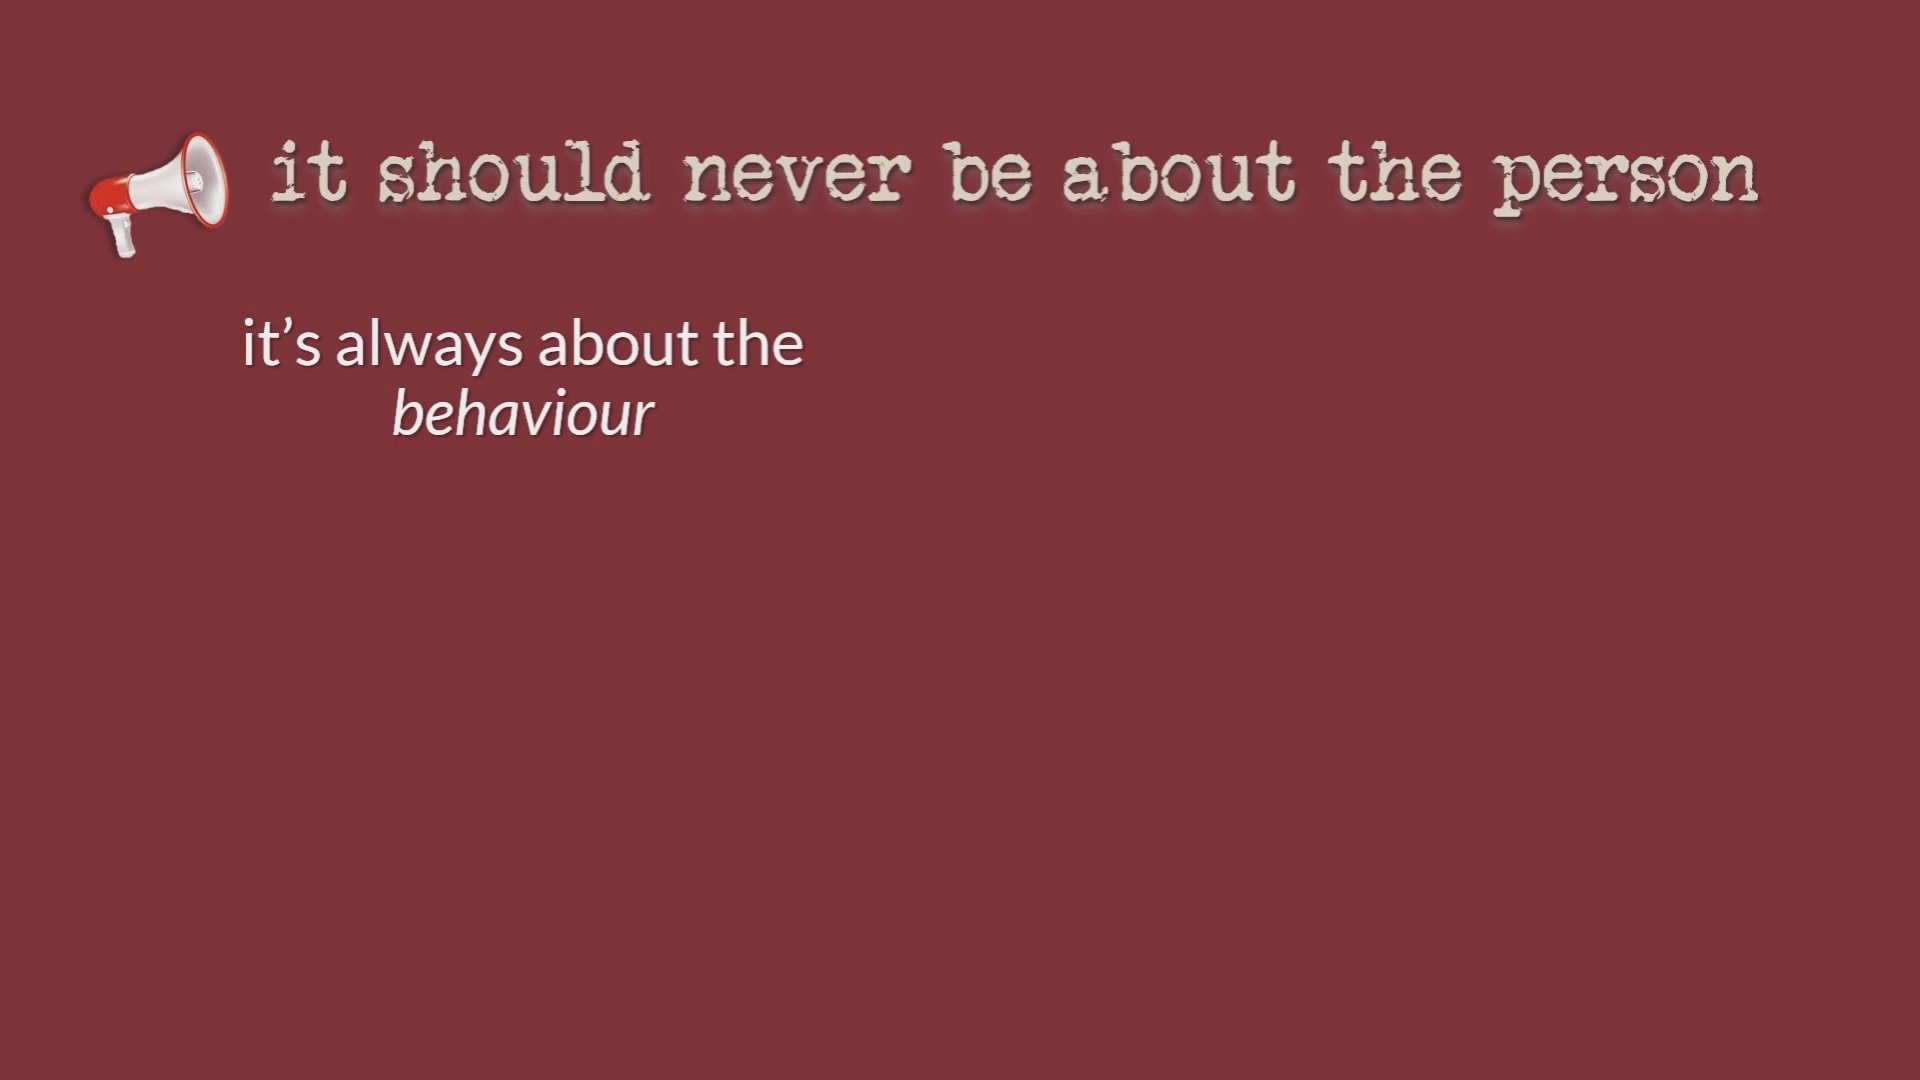 it should never be about the person
it’s always about the
behaviour